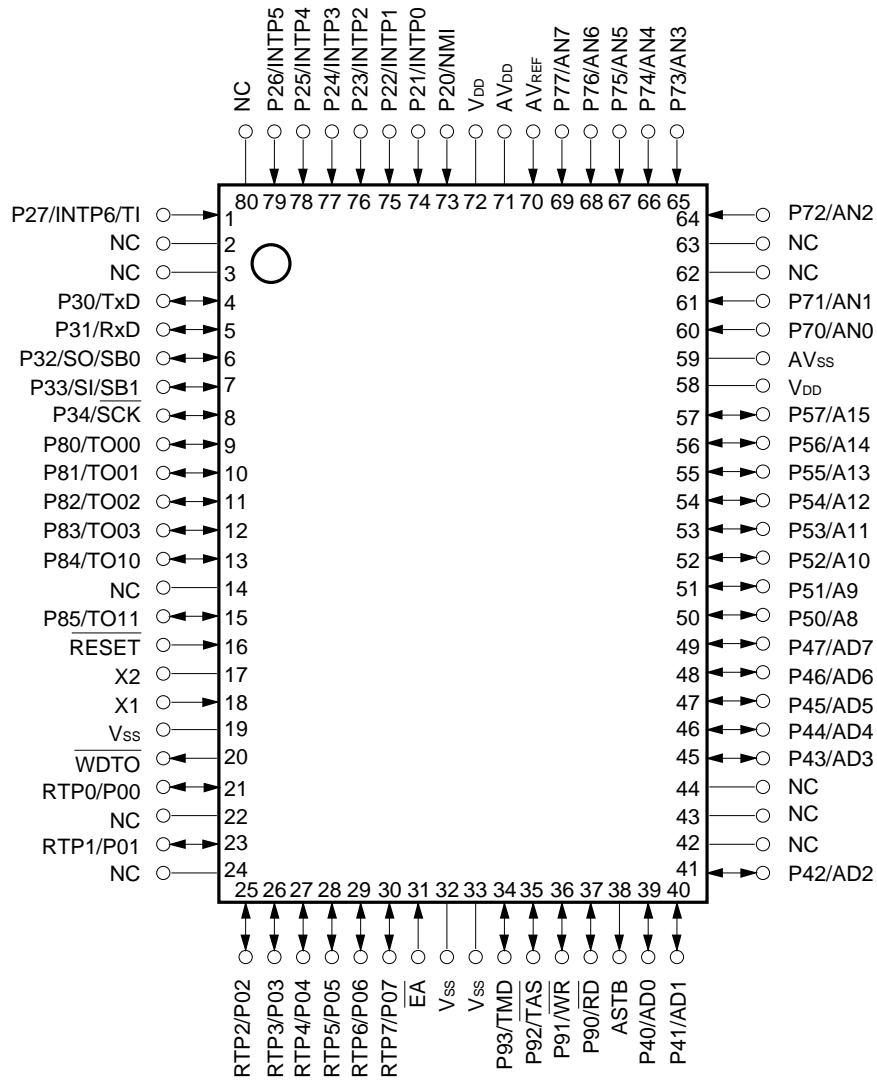 NC
P26/INTP5
P25/INTP4
P24/INTP3
P23/INTP2
P22/INTP1
P21/INTP0
P20/NMI
VDD
AVDD
AVREF
P77/AN7
P76/AN6
P75/AN5
P74/AN4
P73/AN3
80 79 78 77 76 75 74 73 72 71 70 69 68 67 66 65
P27/INTP6/TI 1 64 P72/AN2
NC 2 63 NC
NC 3 62 NC
P30/TxD 4 61 P71/AN1
P31/RxD 5 60 P70/AN0
P32/SO/SB0 6 59 AVSS
P33/SI/SB1 7 58 VDD
P34/SCK 8 57 P57/A15
P80/TO00 9 56 P56/A14
P81/TO01 10 55 P55/A13
P82/TO02 11 54 P54/A12
P83/TO03 12 53 P53/A11
P84/TO10 13 52 P52/A10
NC 14 51 P51/A9
P85/TO11 15 50 P50/A8
RESET 16 49 P47/AD7
X2 17 48 P46/AD6
X1 18 47 P45/AD5
VSS 19 46 P44/AD4
WDTO 20 45 P43/AD3
RTP0/P00 21 44 NC
NC 22 43 NC
RTP1/P01 23 42 NC
NC 24 41 P42/AD2
25 26 27 28 29 30 31 32 33 34 35 36 37 38 39 40
RTP2/P02
RTP3/P03
RTP4/P04
RTP5/P05
RTP6/P06
RTP7/P07
EA
VSS
VSS
P93/TMD
P92/TAS
P91/WR
P90/RD
ASTB
P40/AD0
P41/AD1